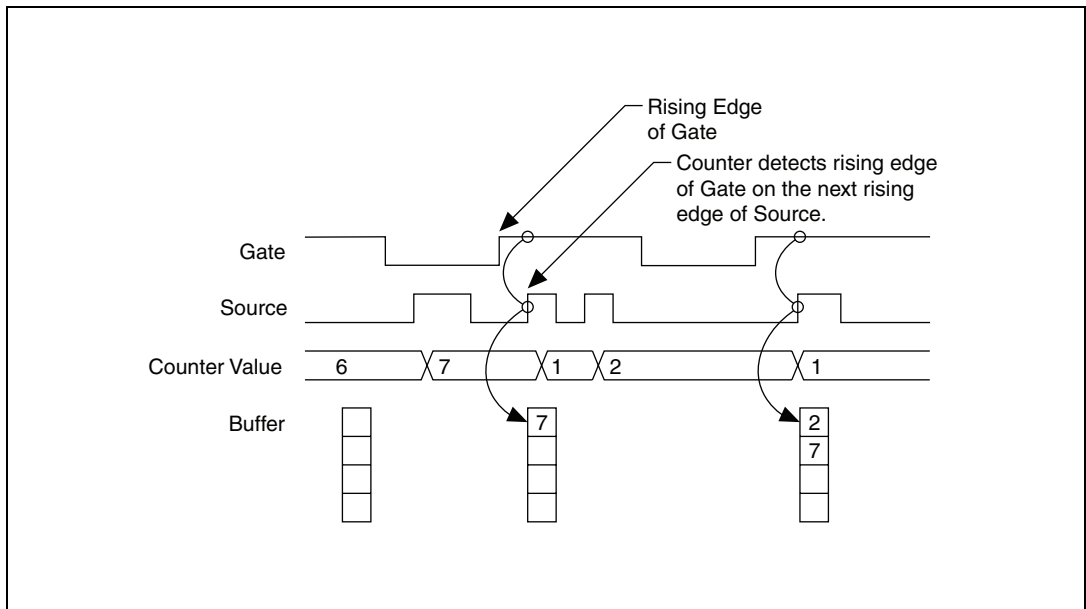 Rising Edge
of Gate
Counter detects rising edge
of Gate on the next rising
edge of Source.
Gate
Source
Counter Value 6 7 1 2 1
Buffer 7 2
7